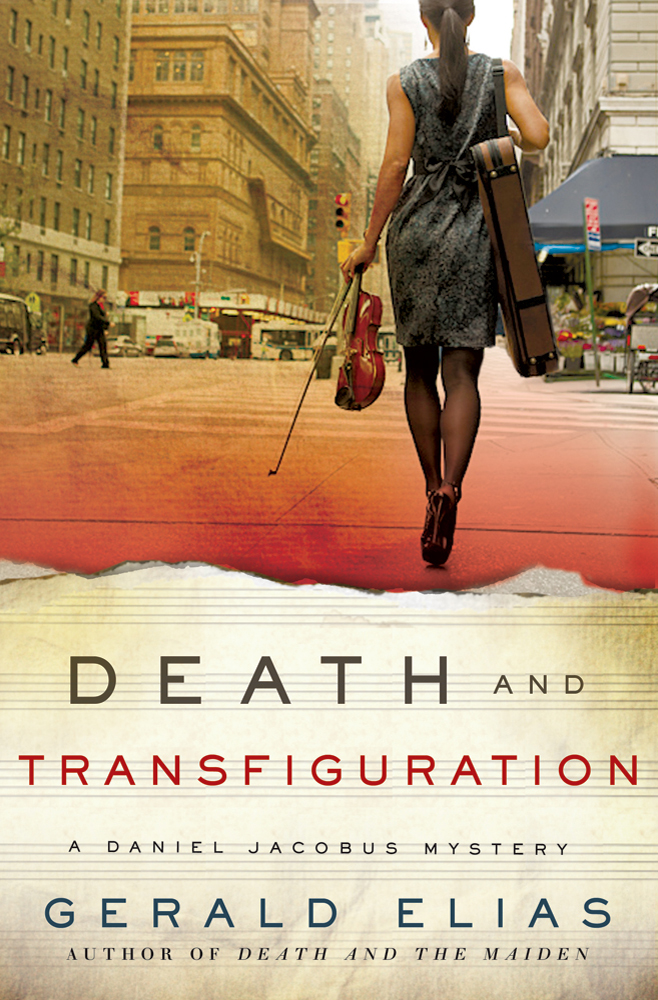 DEATH AND
TRANSFIGURATION
A DANIEL JACOBUS MYSTERY
GERALD ELIAS
AUTHOR OF DEATH AND THE MAIDEN